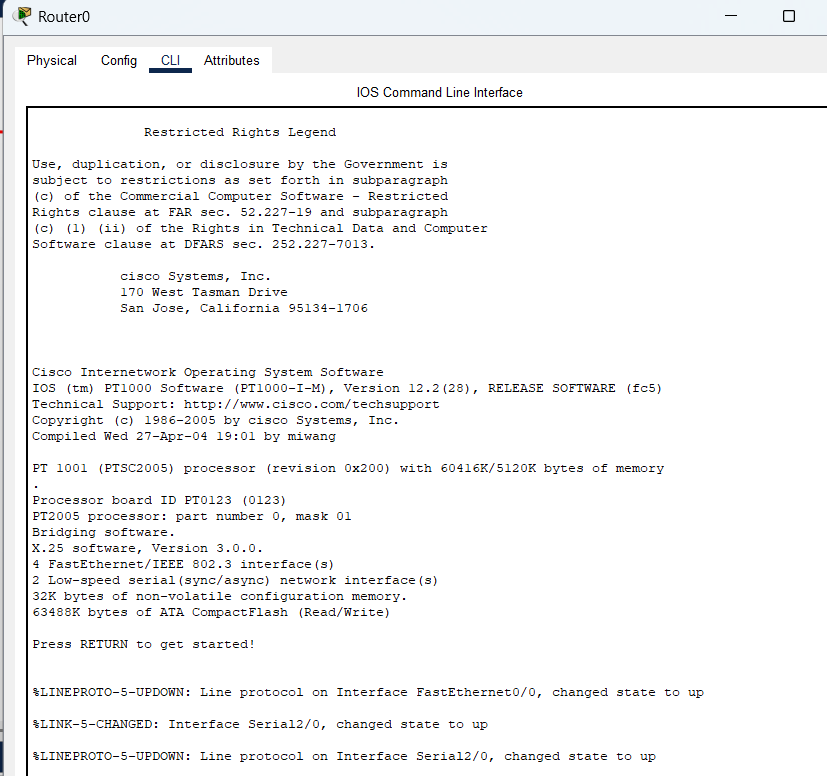 Router0
Physical Config CLI Attributes
IOS Command Line Interface
Restricted Rights Legend
Use, duplication, or disclosure by the Government is
subject to restrictions as set forth in subparagraph
(c) of the Commercial Computer Software - Restricted
Rights clause at FAR sec. 52.227-19 and subparagraph
(c) (1) (ii) of the Rights in Technical Data and Computer
Software clause at DFARS sec. 252.227-7013.
cisco Systems, Inc.
170 West Tasman Drive
San Jose, California 95134-1706
Cisco Internetwork Operating System Software
IOS (tm) PT1000 Software (PT1000-I-M), Version 12.2(28), RELEASE SOFTWARE (fc5)
Technical Support: http://www.cisco.com/techsupport
Copyright (c) 1986-2005 by cisco Systems, Inc.
Compiled Wed 27-Apr-04 19:01 by miwang
PT 1001 (PTSC2005) processor (revision 0x200) with 60416K/5120K bytes of memory
.
Processor board ID PT0123 (0123)
PT2005 processor: part number 0, mask 01
Bridging software.
X.25 software, Version 3.0.0.
4 FastEthernet/IEEE 802.3 interface(s)
2 Low-speed serial(sync/async) network interface(s)
32K bytes of non-volatile configuration memory.
63488K bytes of ATA CompactFlash (Read/Write)
Press RETURN to get started!
%LINEPROTO-5-UPDOWN: Line protocol on Interface FastEthernet0/0, changed state to up
%LINK-5-CHANGED: Interface Serial2/0, changed state to up
%LINEPROTO-5-UPDOWN: Line protocol on Interface Serial2/0, changed state to up